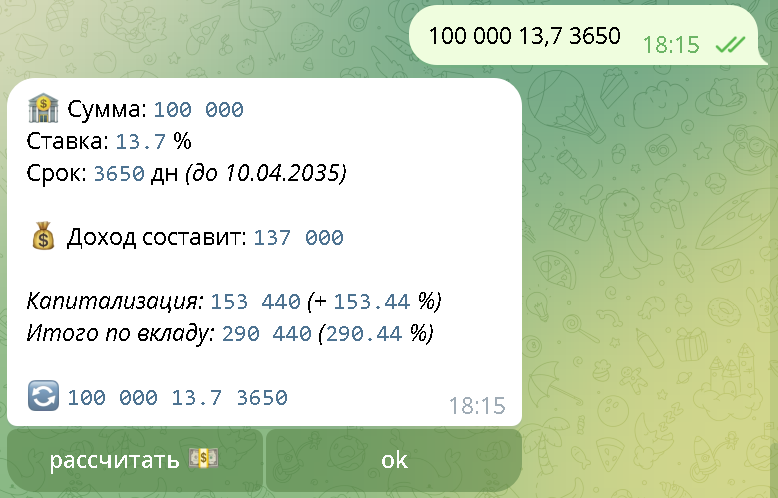 100 000 13,7 3650
18:15
Сумма: 100 000
Ставка: 13.7 %
Срок: 3650 дн (до 10.04.2035)
Доход составит: 137 000
Капитализация: 153 440 (+ 153.44 %)
Итого по вкладу: 290 440 (290.44 %)
100 000 13.7 3650
18:15
рассчитать
ok